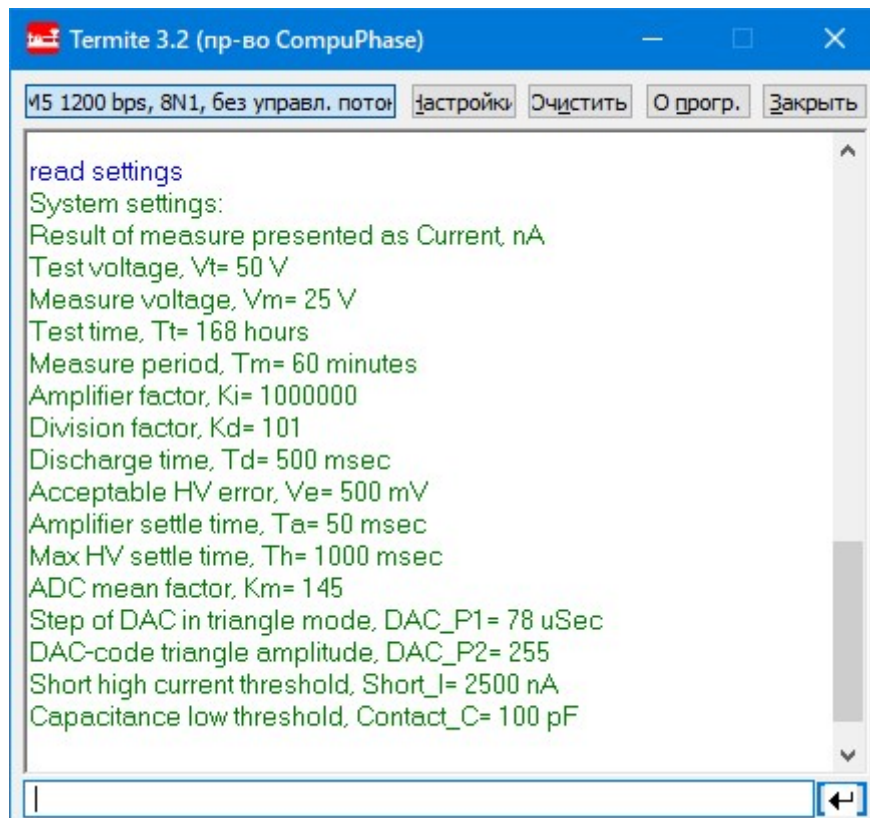 Termite 3.2 (пр-во CompuPhase)
M5 1200 bps, 8N1, без управл. поток
Настройки Очистить О прогр. Закрыть
read settings
System settings:
Result of measure presented as Current, nA
Test voltage, Vt= 50 V
Measure voltage, Vm= 25 V
Test time, Tt= 168 hours
Measure period, Tm= 60 minutes
Amplifier factor, Ki= 1000000
Division factor, Kd= 101
Discharge time, Td= 500 msec
Acceptable HV error, Ve= 500 mV
Amplifier settle time, Ta= 50 msec
Max HV settle time, Th= 1000 msec
ADC mean factor, Km= 145
Step of DAC in triangle mode, DAC_P1= 78 uSec
DAC-code triangle amplitude, DAC_P2= 255
Short high current threshold, Short_I= 2500 nA
Capacitance low threshold, Contact_C= 100 pF